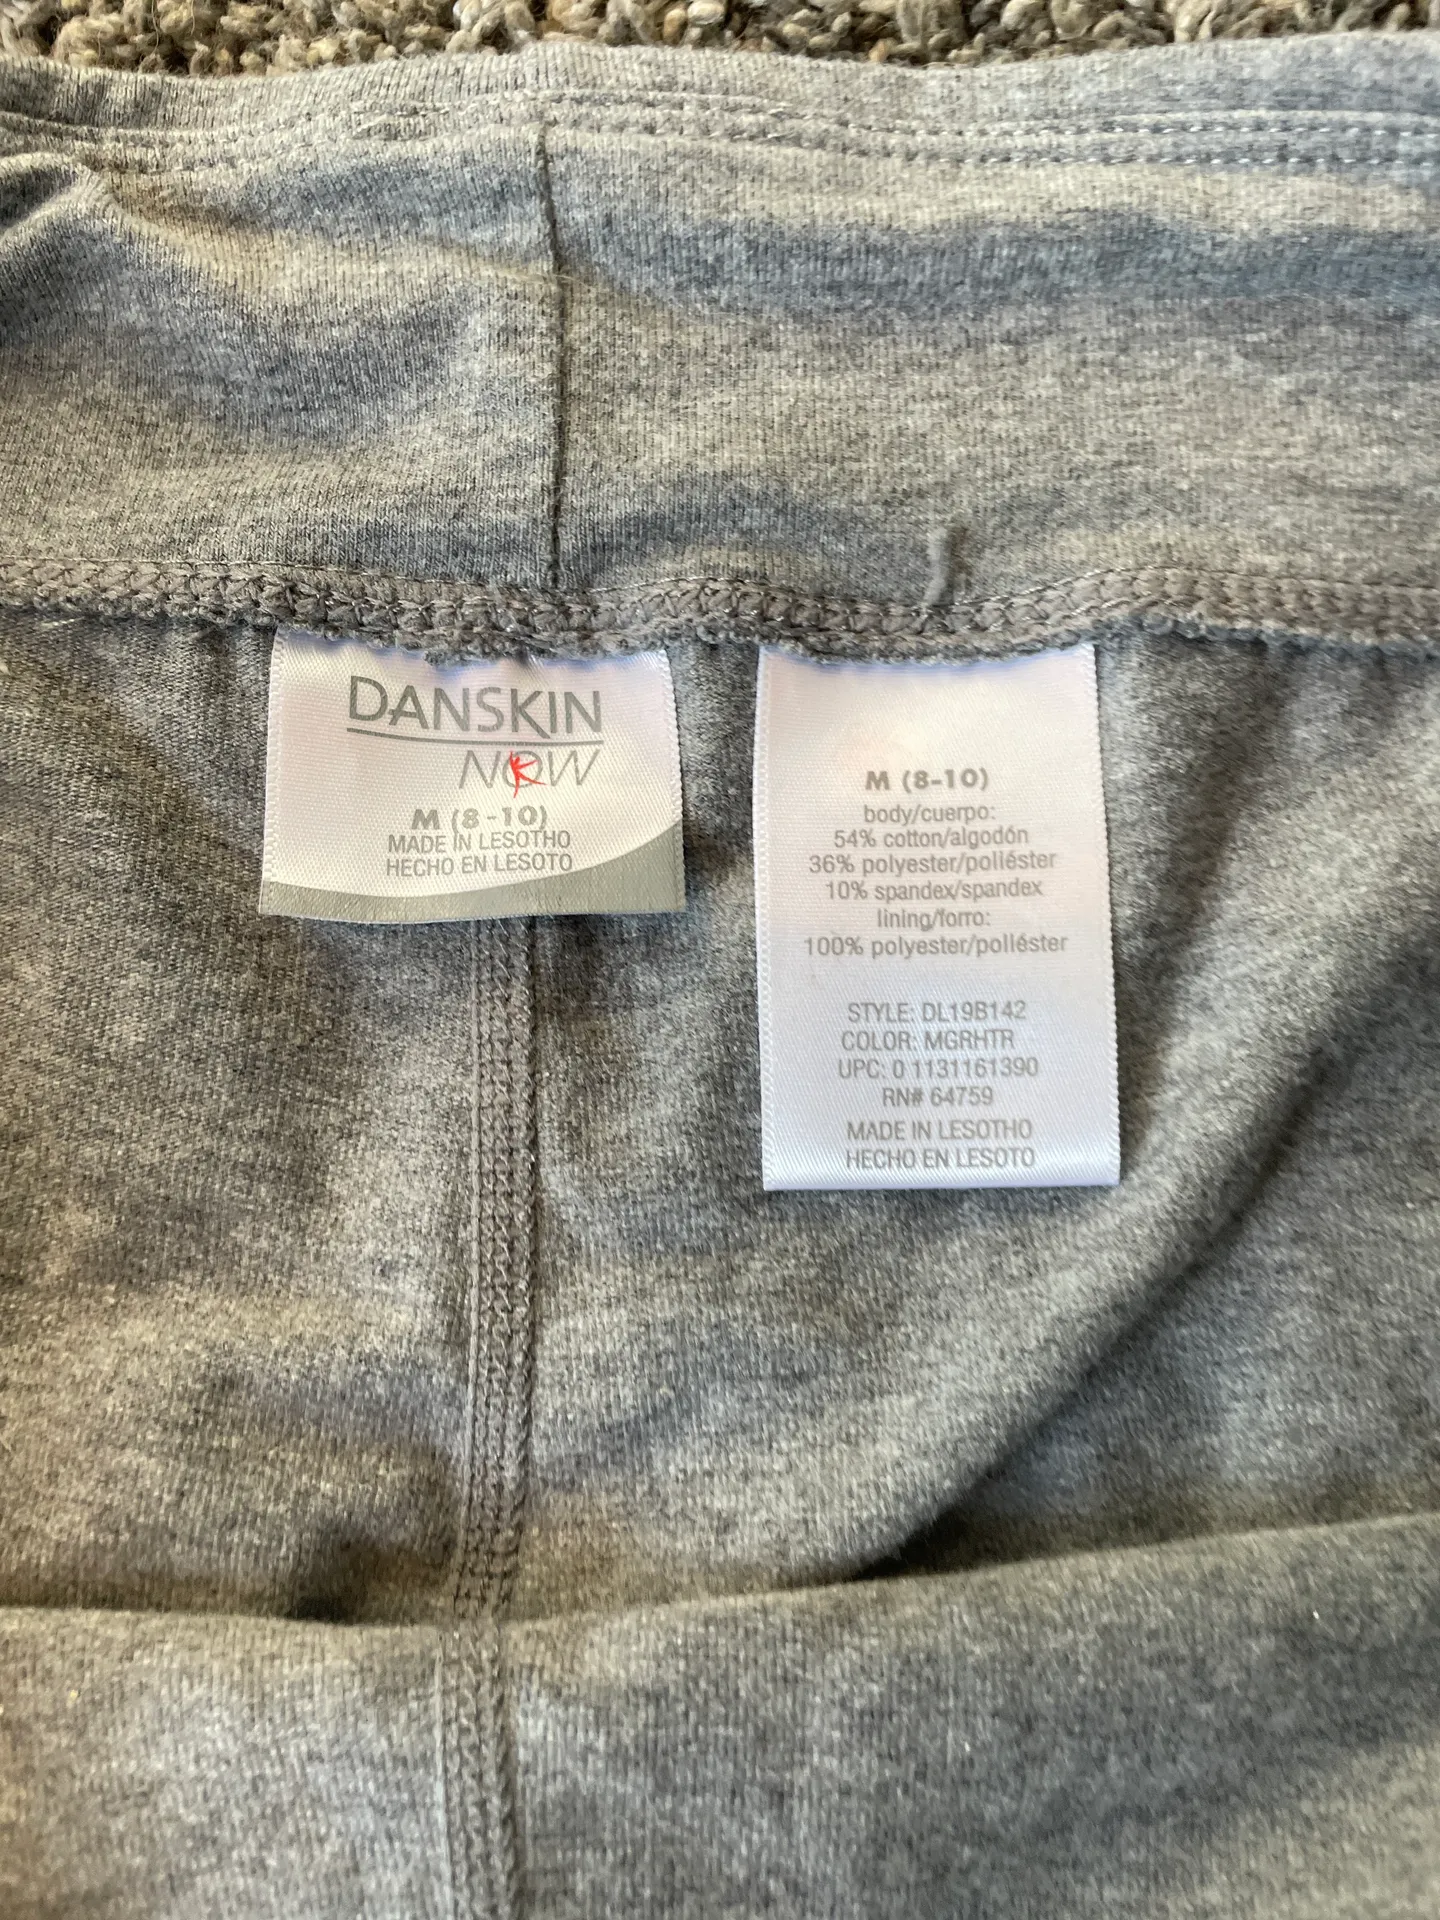 DANSKIN
NOW
M (8-10)
MADE IN LESOTHO
HECHO EN LESOTO
M (8-10)
body/cuerpo:
54% cotton/algodón
36% polyester/poliéster
10% spandex/spandex
lining/forro:
100% polyester/poliéster
STYLE: DL19B142
COLOR: MGRHTR
UPC: 0 1131161390
RN# 64759
MADE IN LESOTHO
HECHO EN LESOTO